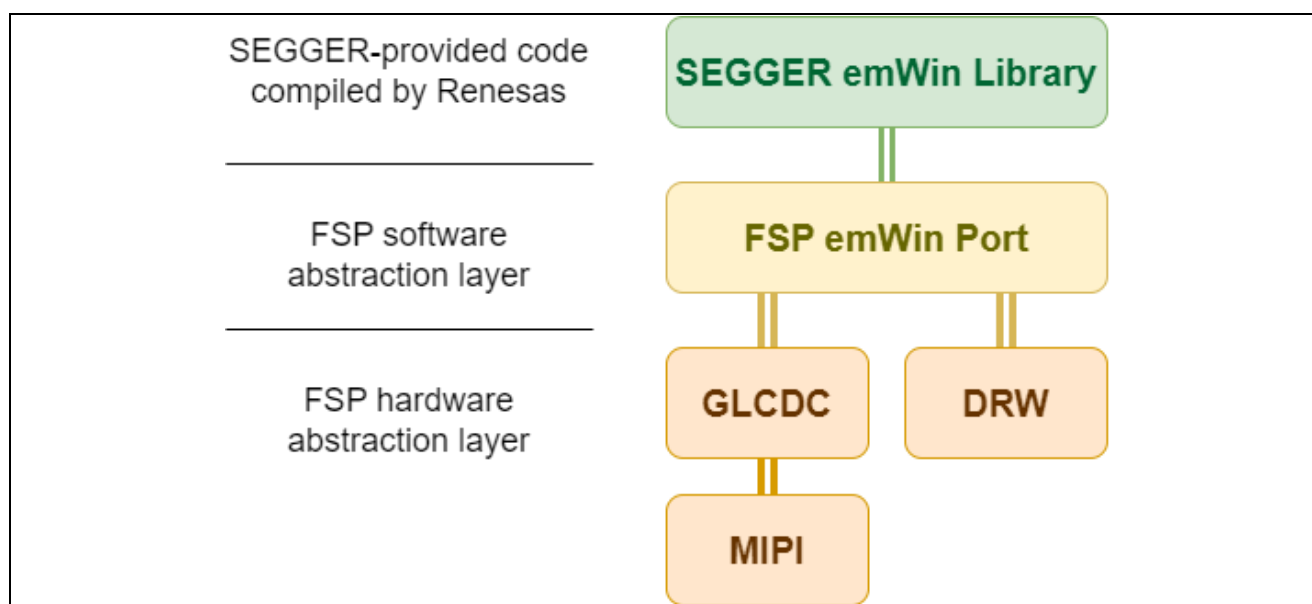 SEGGER-provided code
compiled by Renesas
SEGGER emWin Library
FSP software
abstraction layer
FSP emWin Port
FSP hardware
abstraction layer
GLCDC
DRW
MIPI